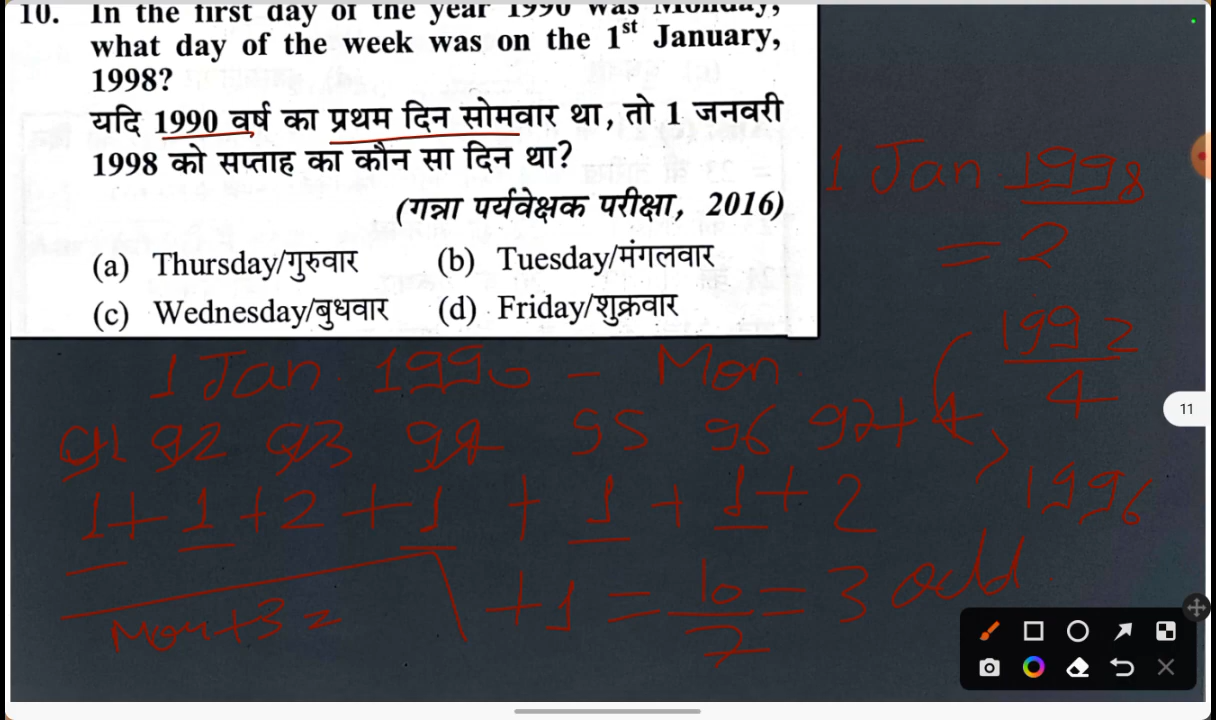 10. In the first day of the year 1990 was Monday,
what day of the week was on the 1st January,
1998?
यदि 1990 वर्ष का प्रथम दिन सोमवार था, तो 1 जनवरी
1998 को सप्ताह का कौन सा दिन था?
(गन्ना पर्यवेक्षक परीक्षा, 2016)
(a) Thursday/गुरुवार (b) Tuesday/मंगलवार
(c) Wednesday/बुधवार (d) Friday/शुक्रवार
1 Jan 1998
= 2
1992
4
1996
1 Jan 1990 - Mon
91 92 93 94 95 96 97+
1+1+2+1+1+1+2
+1 = 10/7 = 3 odd
Mon+3=
11